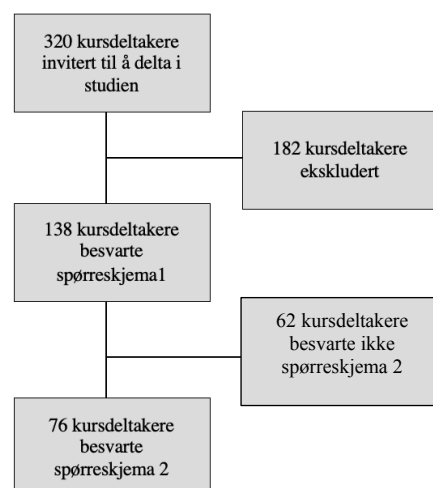 320 kursdeltakere
invitert til å delta i
studien
182 kursdeltakere
ekskludert
138 kursdeltakere
besvarte
spørreskjema1
62 kursdeltakere
besvarte ikke
spørreskjema 2
76 kursdeltakere
besvarte
spørreskjema 2